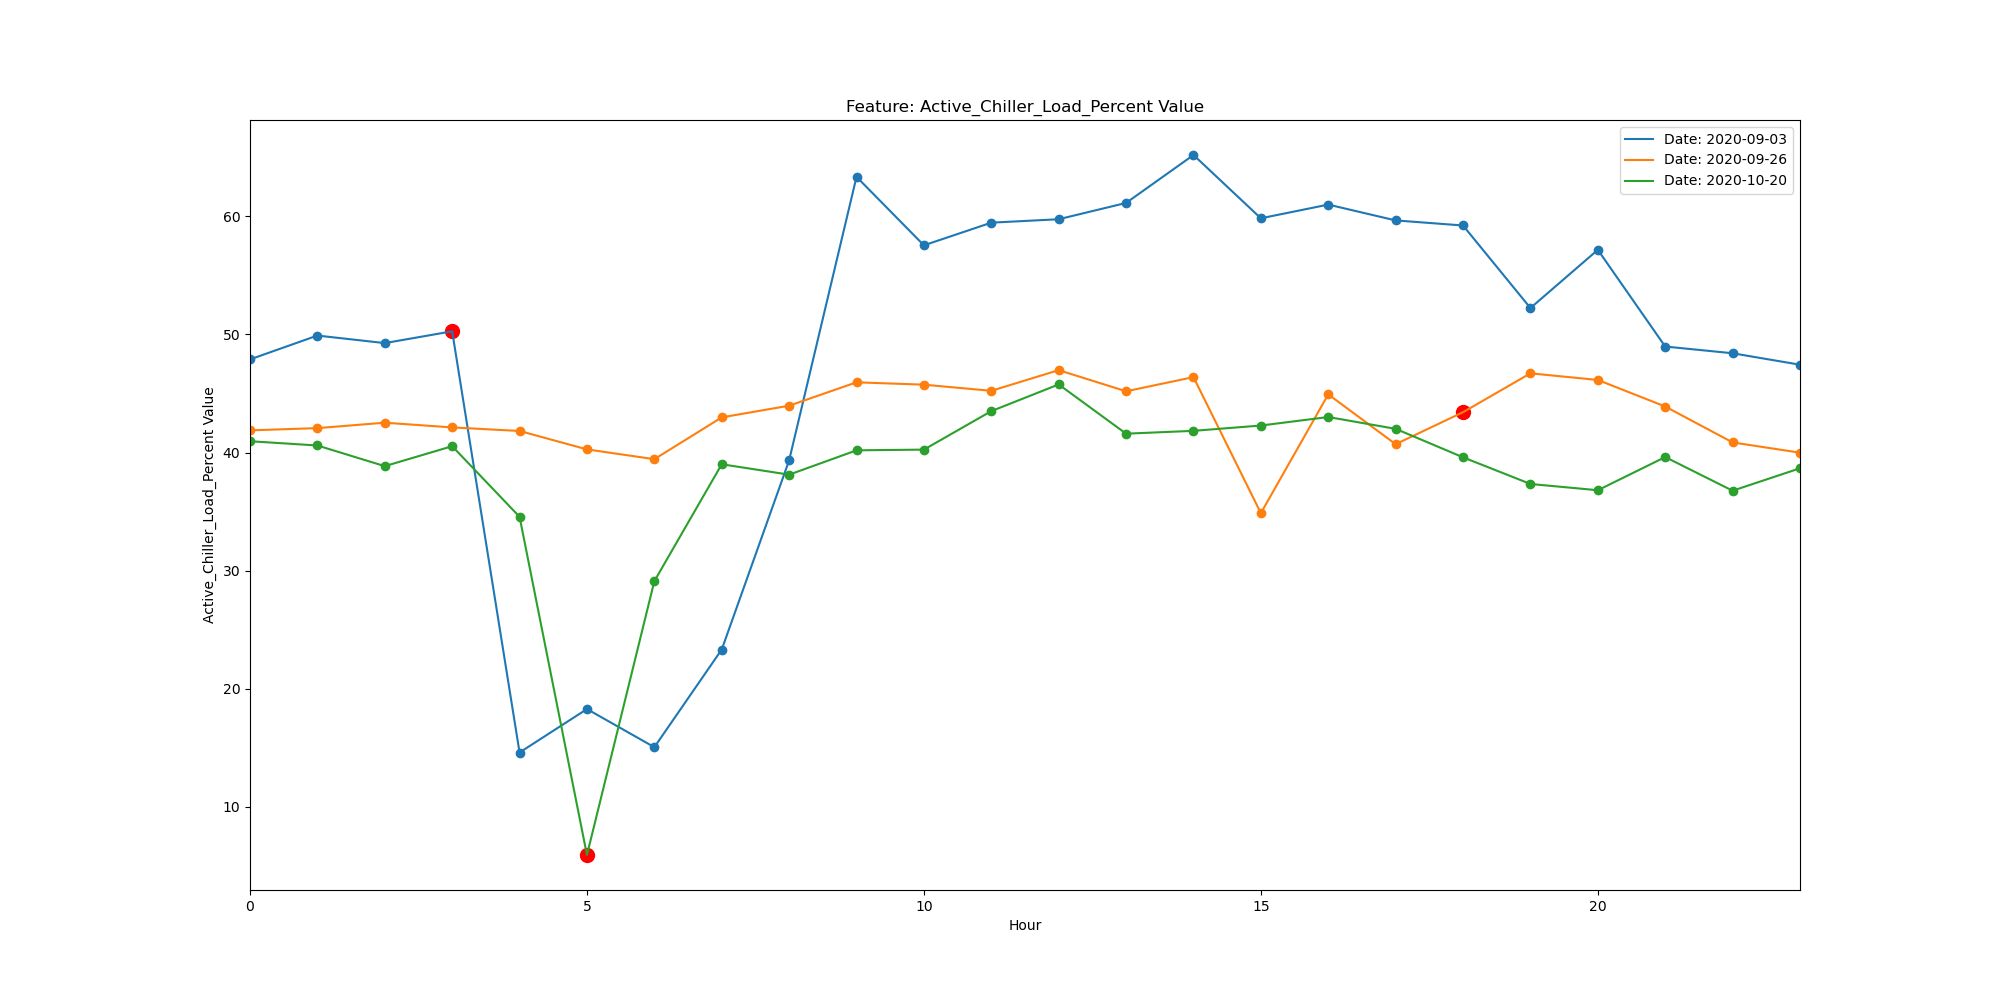 Feature: Active_Chiller_Load_Percent Value
Date: 2020-09-03
Date: 2020-09-26
Date: 2020-10-20
Active_Chiller_Load_Percent Value
60
50
40
30
20
10
0 5 10 15 20
Hour